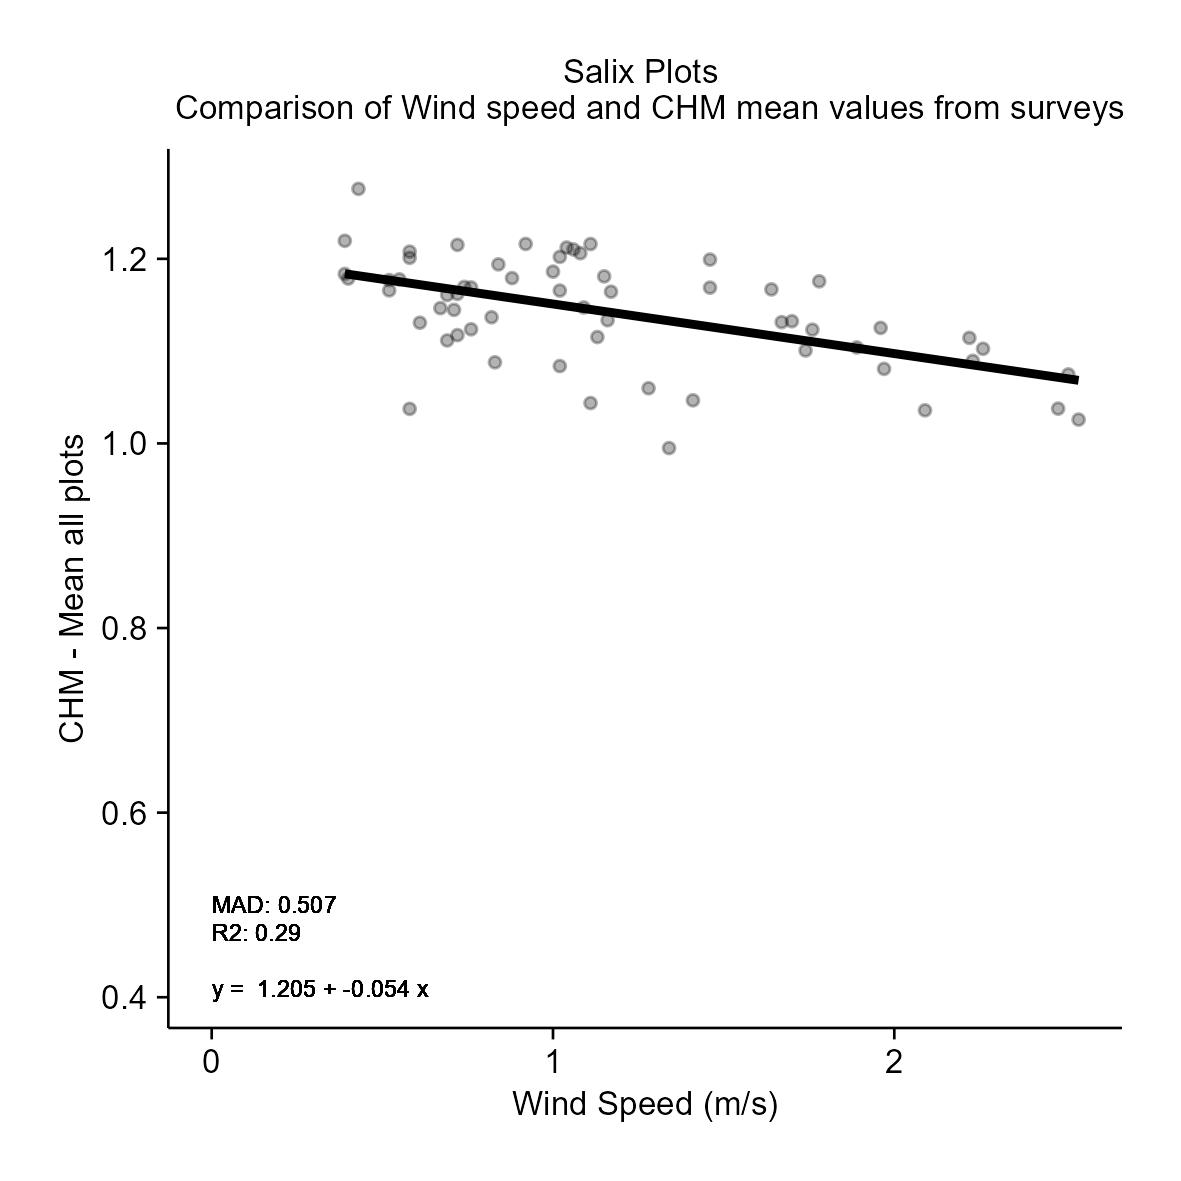 Salix Plots
Comparison of Wind speed and CHM mean values from surveys
CHM - Mean all plots
1.2
1.0
0.8
0.6
0.4
MAD: 0.507
R2: 0.29
y =  1.205 + -0.054 x
0 1 2
Wind Speed (m/s)